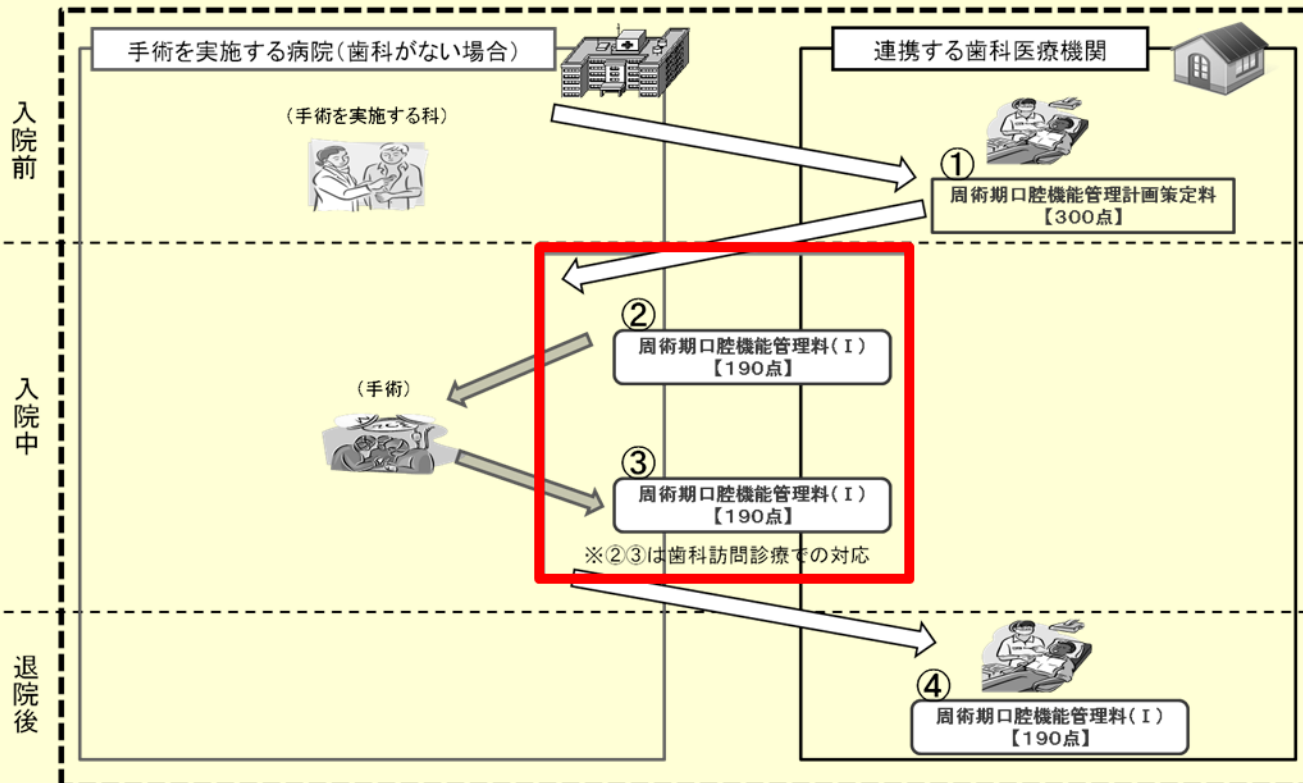 手術を実施する病院(歯科がない場合)
連携する歯科医療機関
入院前
(手術を実施する科)
①
周術期口腔機能管理計画策定料
【300点】
入院中
②
周術期口腔機能管理料(Ⅰ)
【190点】
(手術)
③
周術期口腔機能管理料(Ⅰ)
【190点】
※②③は歯科訪問診療での対応
退院後
④
周術期口腔機能管理料(Ⅰ)
【190点】